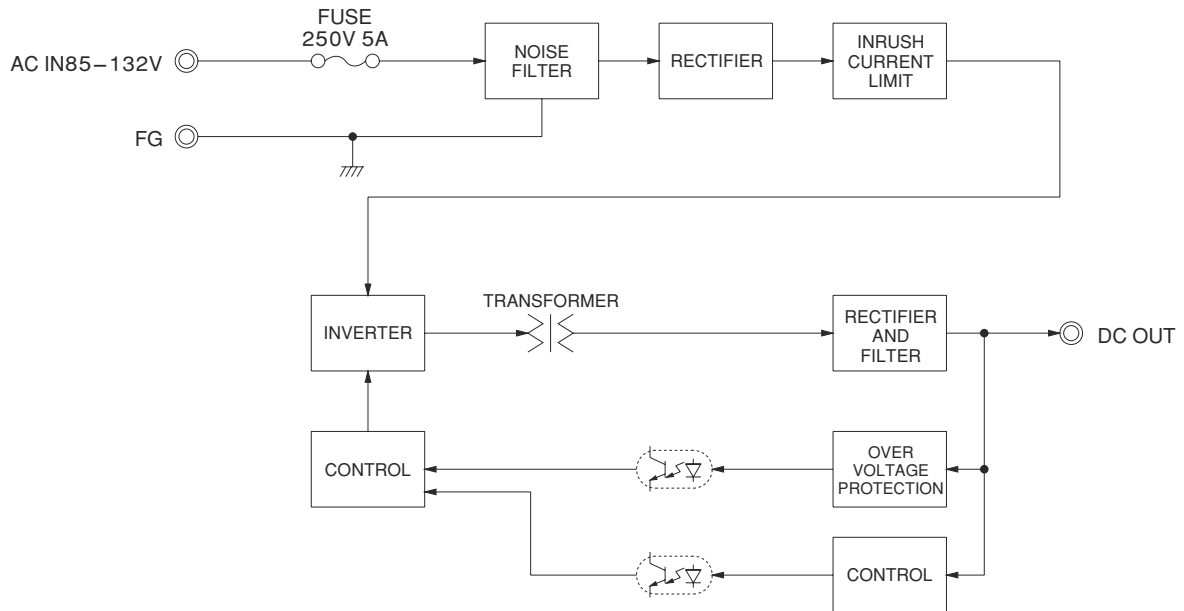 FUSE
250V 5A
AC IN85–132V
NOISE
FILTER
RECTIFIER
INRUSH
CURRENT
LIMIT
FG
TRANSFORMER
INVERTER
RECTIFIER
AND
FILTER
DC OUT
CONTROL
OVER
VOLTAGE
PROTECTION
CONTROL